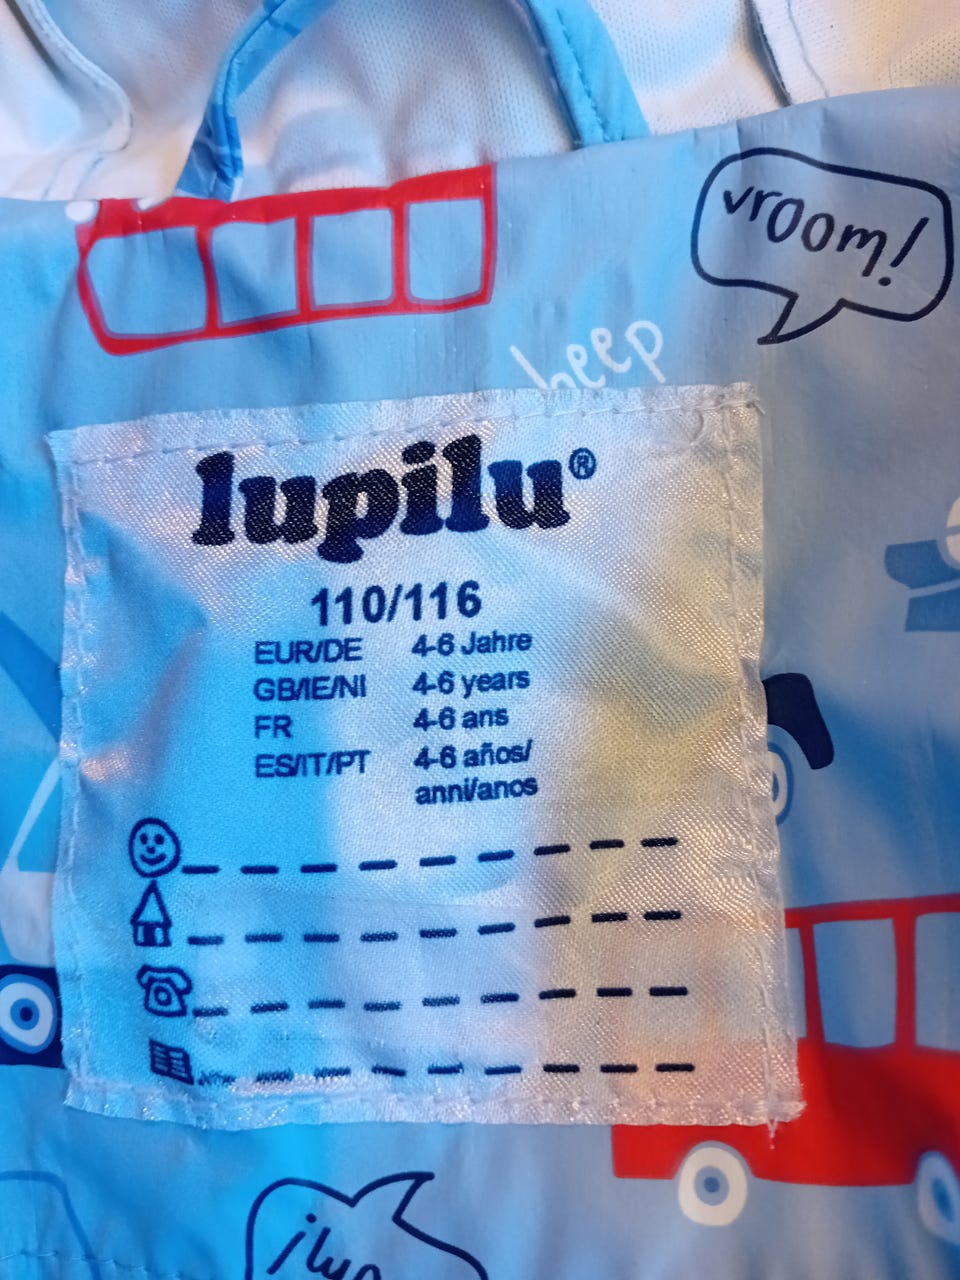 vroom!
beep
lupilu®
110/116
EUR/DE 4-6 Jahre
GB/IE/NI 4-6 years
FR 4-6 ans
ES/IT/PT 4-6 años/
anni/anos